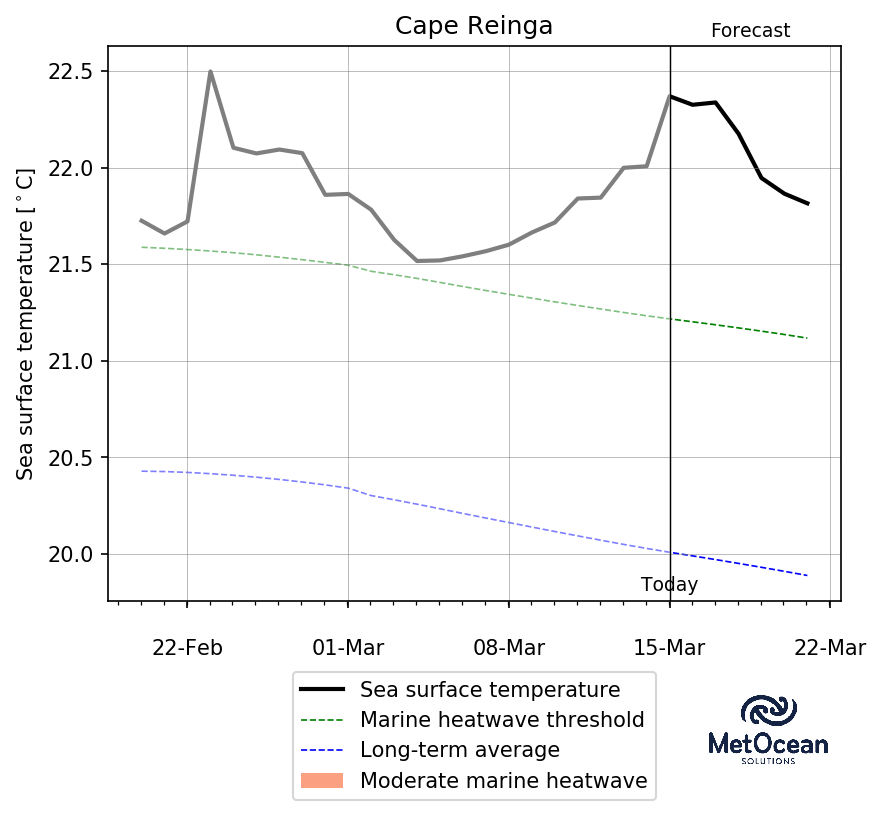 Cape Reinga
Forecast
22.5
22.0
21.5
21.0
20.5
20.0
Sea surface temperature [°C]
Today
22-Feb 01-Mar 08-Mar 15-Mar 22-Mar
Sea surface temperature
Marine heatwave threshold
Long-term average
Moderate marine heatwave
MetOcean
SOLUTIONS